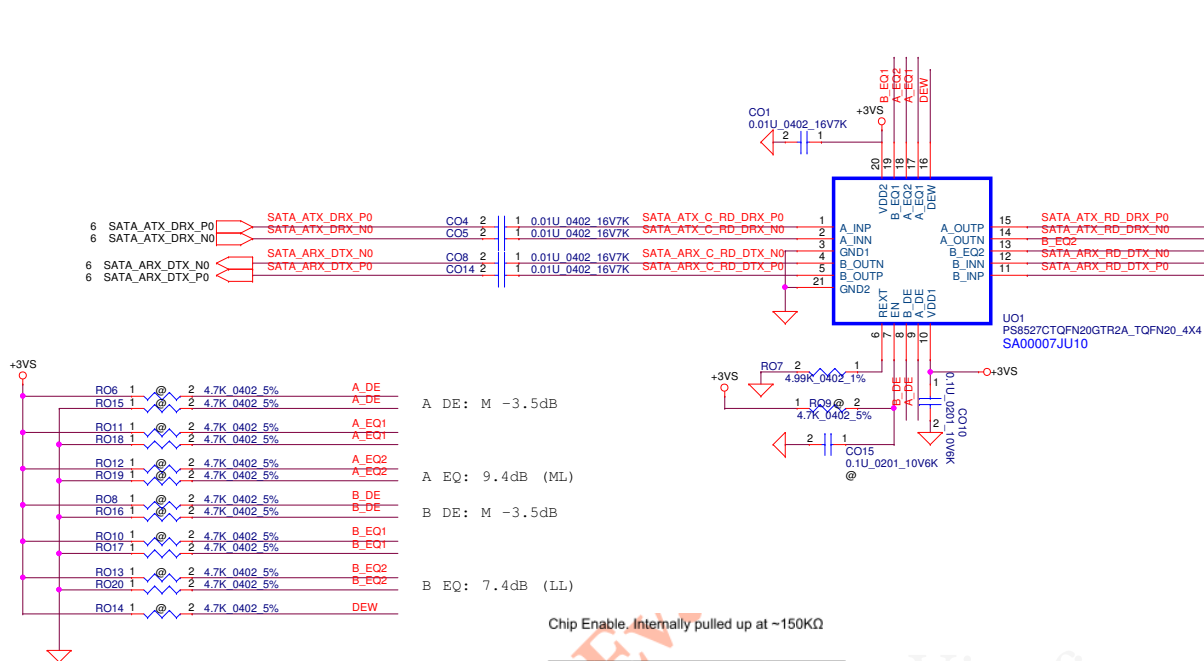 B_EQ1
A_EQ2
A_EQ1
DEW
CO1
0.01U_0402_16V7K
2 1
+3VS
20
19
18
17
16
VDD2
B_EQ1
A_EQ2
A_EQ1
DEW
6 SATA_ATX_DRX_P0 SATA_ATX_DRX_P0 CO4 2 1 0.01U_0402_16V7K SATA_ATX_C_RD_DRX_P0 1 A_INP A_OUTP 15 SATA_ATX_RD_DRX_P0
6 SATA_ATX_DRX_N0 SATA_ATX_DRX_N0 CO5 2 1 0.01U_0402_16V7K SATA_ATX_C_RD_DRX_N0 2 A_INN A_OUTN 14 SATA_ATX_RD_DRX_N0
3 GND1 B_EQ2 13 B_EQ2
6 SATA_ARX_DTX_N0 SATA_ARX_DTX_N0 CO8 2 1 0.01U_0402_16V7K SATA_ARX_C_RD_DTX_N0 4 B_OUTN B_INN 12 SATA_ARX_RD_DTX_N0
6 SATA_ARX_DTX_P0 SATA_ARX_DTX_P0 CO14 2 1 0.01U_0402_16V7K SATA_ARX_C_RD_DTX_P0 5 B_OUTP B_INP 11 SATA_ARX_RD_DTX_P0
21 GND2
REXT
EN
B_DE
A_DE
VDD1
6
7
8
9
10
UO1
PS8527CTQFN20GTR2A_TQFN20_4X4
SA00007JU10
RO7 2 1
4.99K_0402_1%
+3VS
1 RO9 @ 2
4.7K_0402_5%
B_DE
A_DE
+3VS
1
2
0.1U_0201_10V6K
CO10
2 1
CO15
0.1U_0201_10V6K
@
+3VS
RO6 1 @ 2 4.7K_0402_5% A_DE
RO15 1 @ 2 4.7K_0402_5% A_DE
A DE: M -3.5dB
RO11 1 @ 2 4.7K_0402_5% A_EQ1
RO18 1 2 4.7K_0402_5% A_EQ1
RO12 1 @ 2 4.7K_0402_5% A_EQ2
RO19 1 @ 2 4.7K_0402_5% A_EQ2
A EQ: 9.4dB (ML)
RO8 1 @ 2 4.7K_0402_5% B_DE
RO16 1 @ 2 4.7K_0402_5% B_DE
B DE: M -3.5dB
RO10 1 @ 2 4.7K_0402_5% B_EQ1
RO17 1 2 4.7K_0402_5% B_EQ1
RO13 1 @ 2 4.7K_0402_5% B_EQ2
RO20 1 2 4.7K_0402_5% B_EQ2
B EQ: 7.4dB (LL)
RO14 1 @ 2 4.7K_0402_5% DEW
Chip Enable. Internally pulled up at ~150KΩ